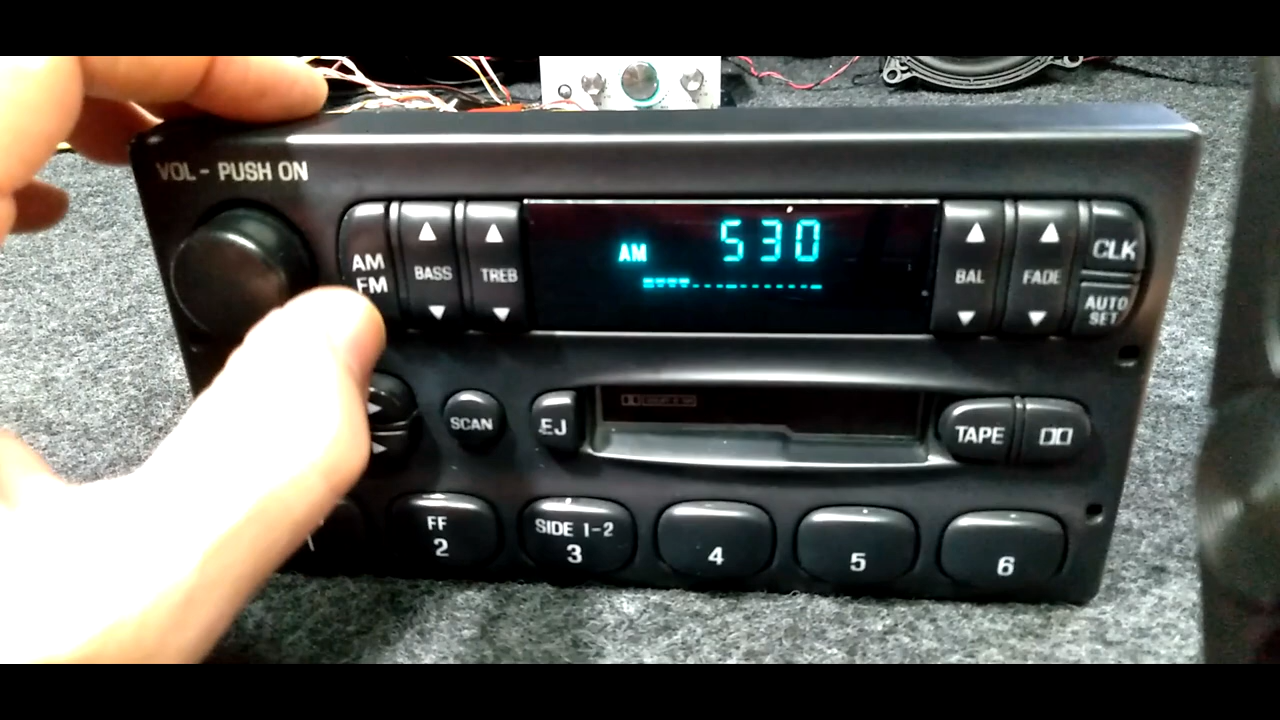 VOL - PUSH ON
AM
FM
BASS
TREB
AM 530
BAL
FADE
CLK
AUTO
SET
SCAN
EJ
TAPE
FF
2
SIDE 1-2
3
4
5
6